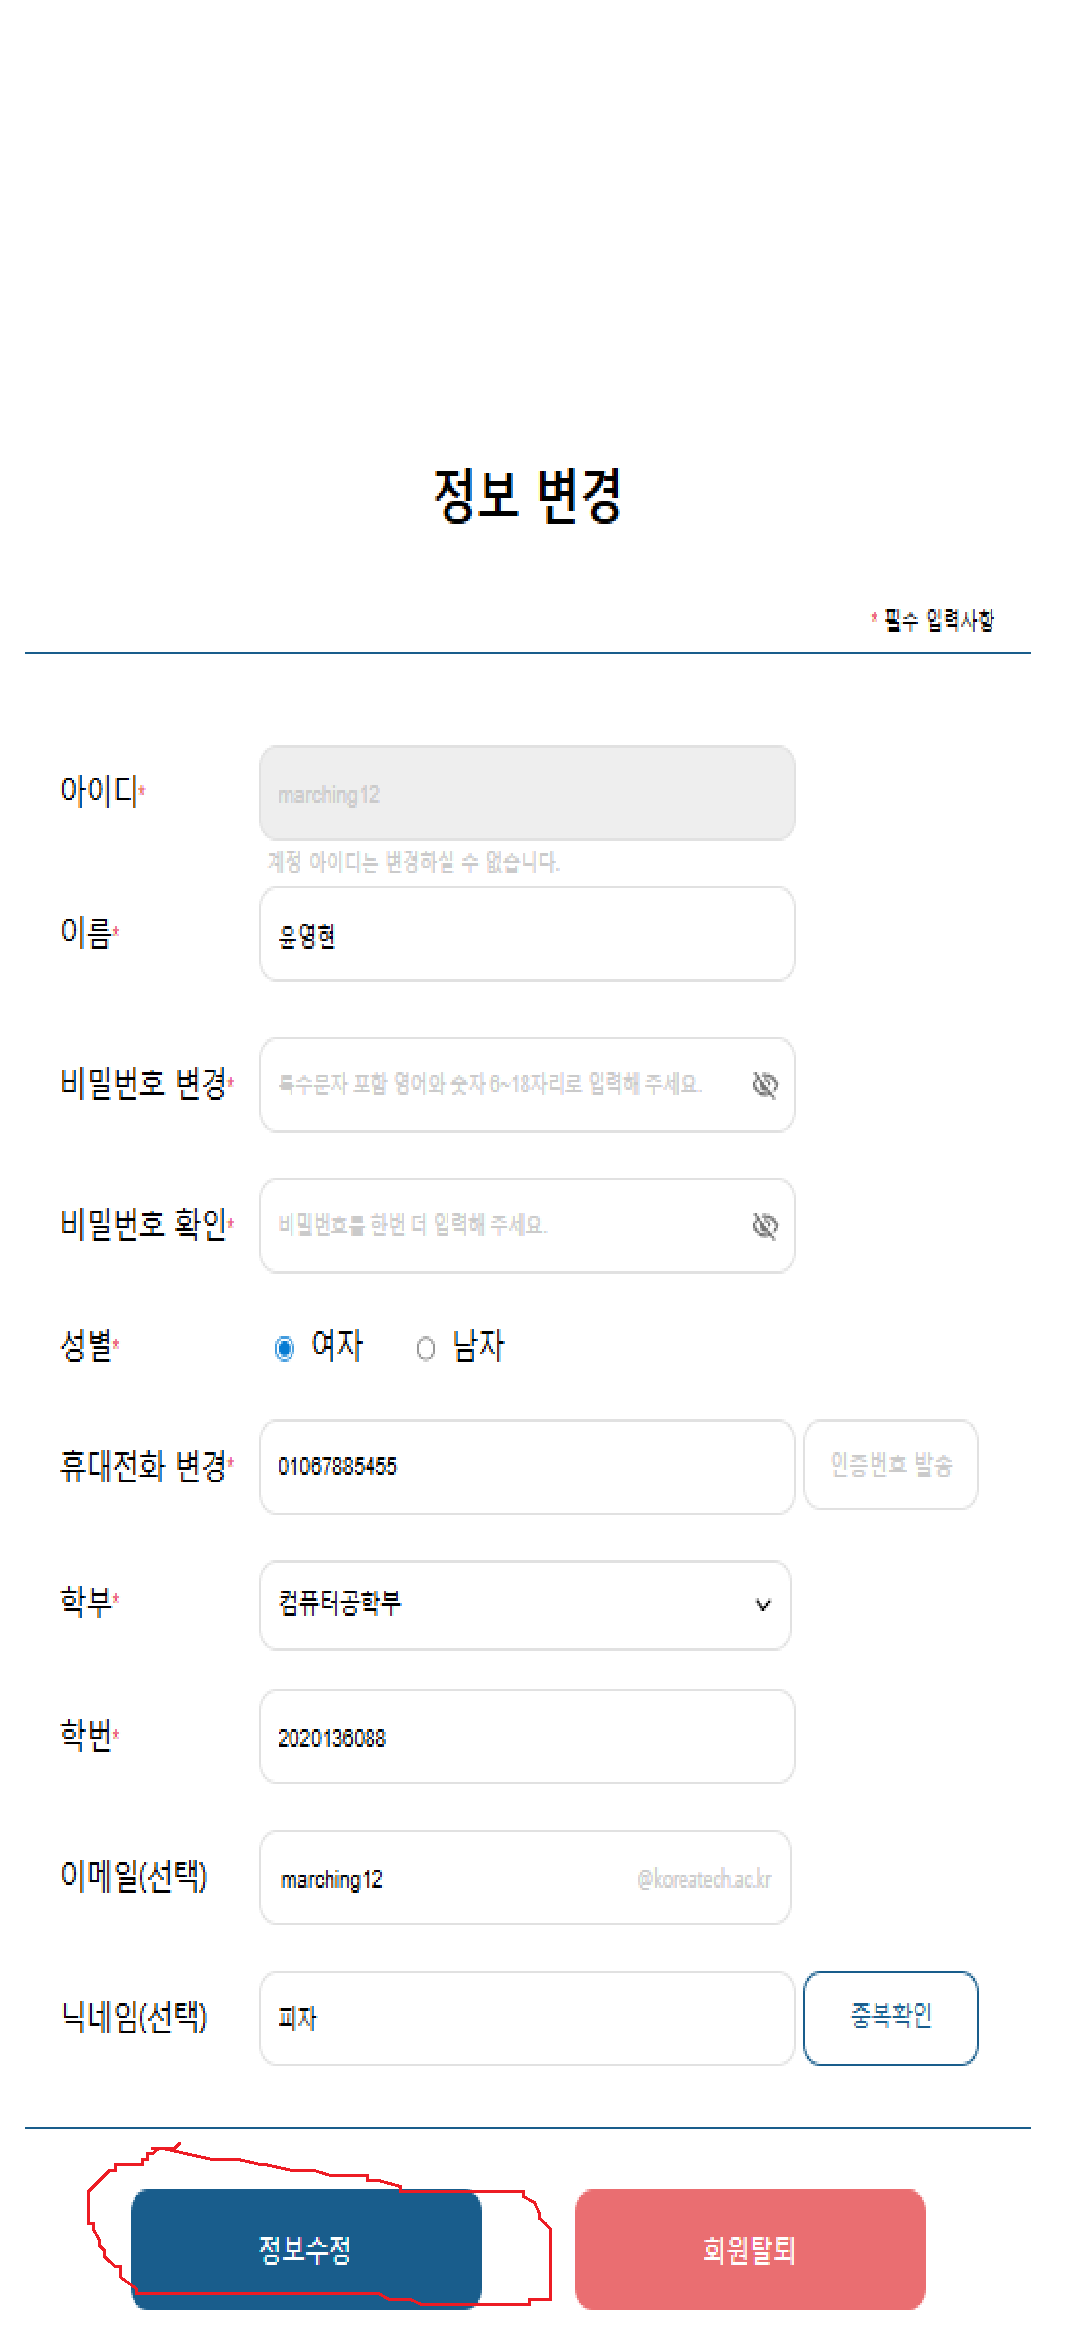 정보 변경
* 필수 입력사항
아이디* marching12
계정 아이디는 변경하실 수 없습니다.
이름* 윤영현
비밀번호 변경* 특수문자 포함 영어와 숫자 6~18자리로 입력해 주세요.
비밀번호 확인* 비밀번호를 한번 더 입력해 주세요.
성별* 여자 남자
휴대전화 변경* 01067885455 인증번호 발송
학부* 컴퓨터공학부
학번* 2020136088
이메일(선택) marching12 @koreatech.ac.kr
닉네임(선택) 피자 중복확인
정보수정 회원탈퇴